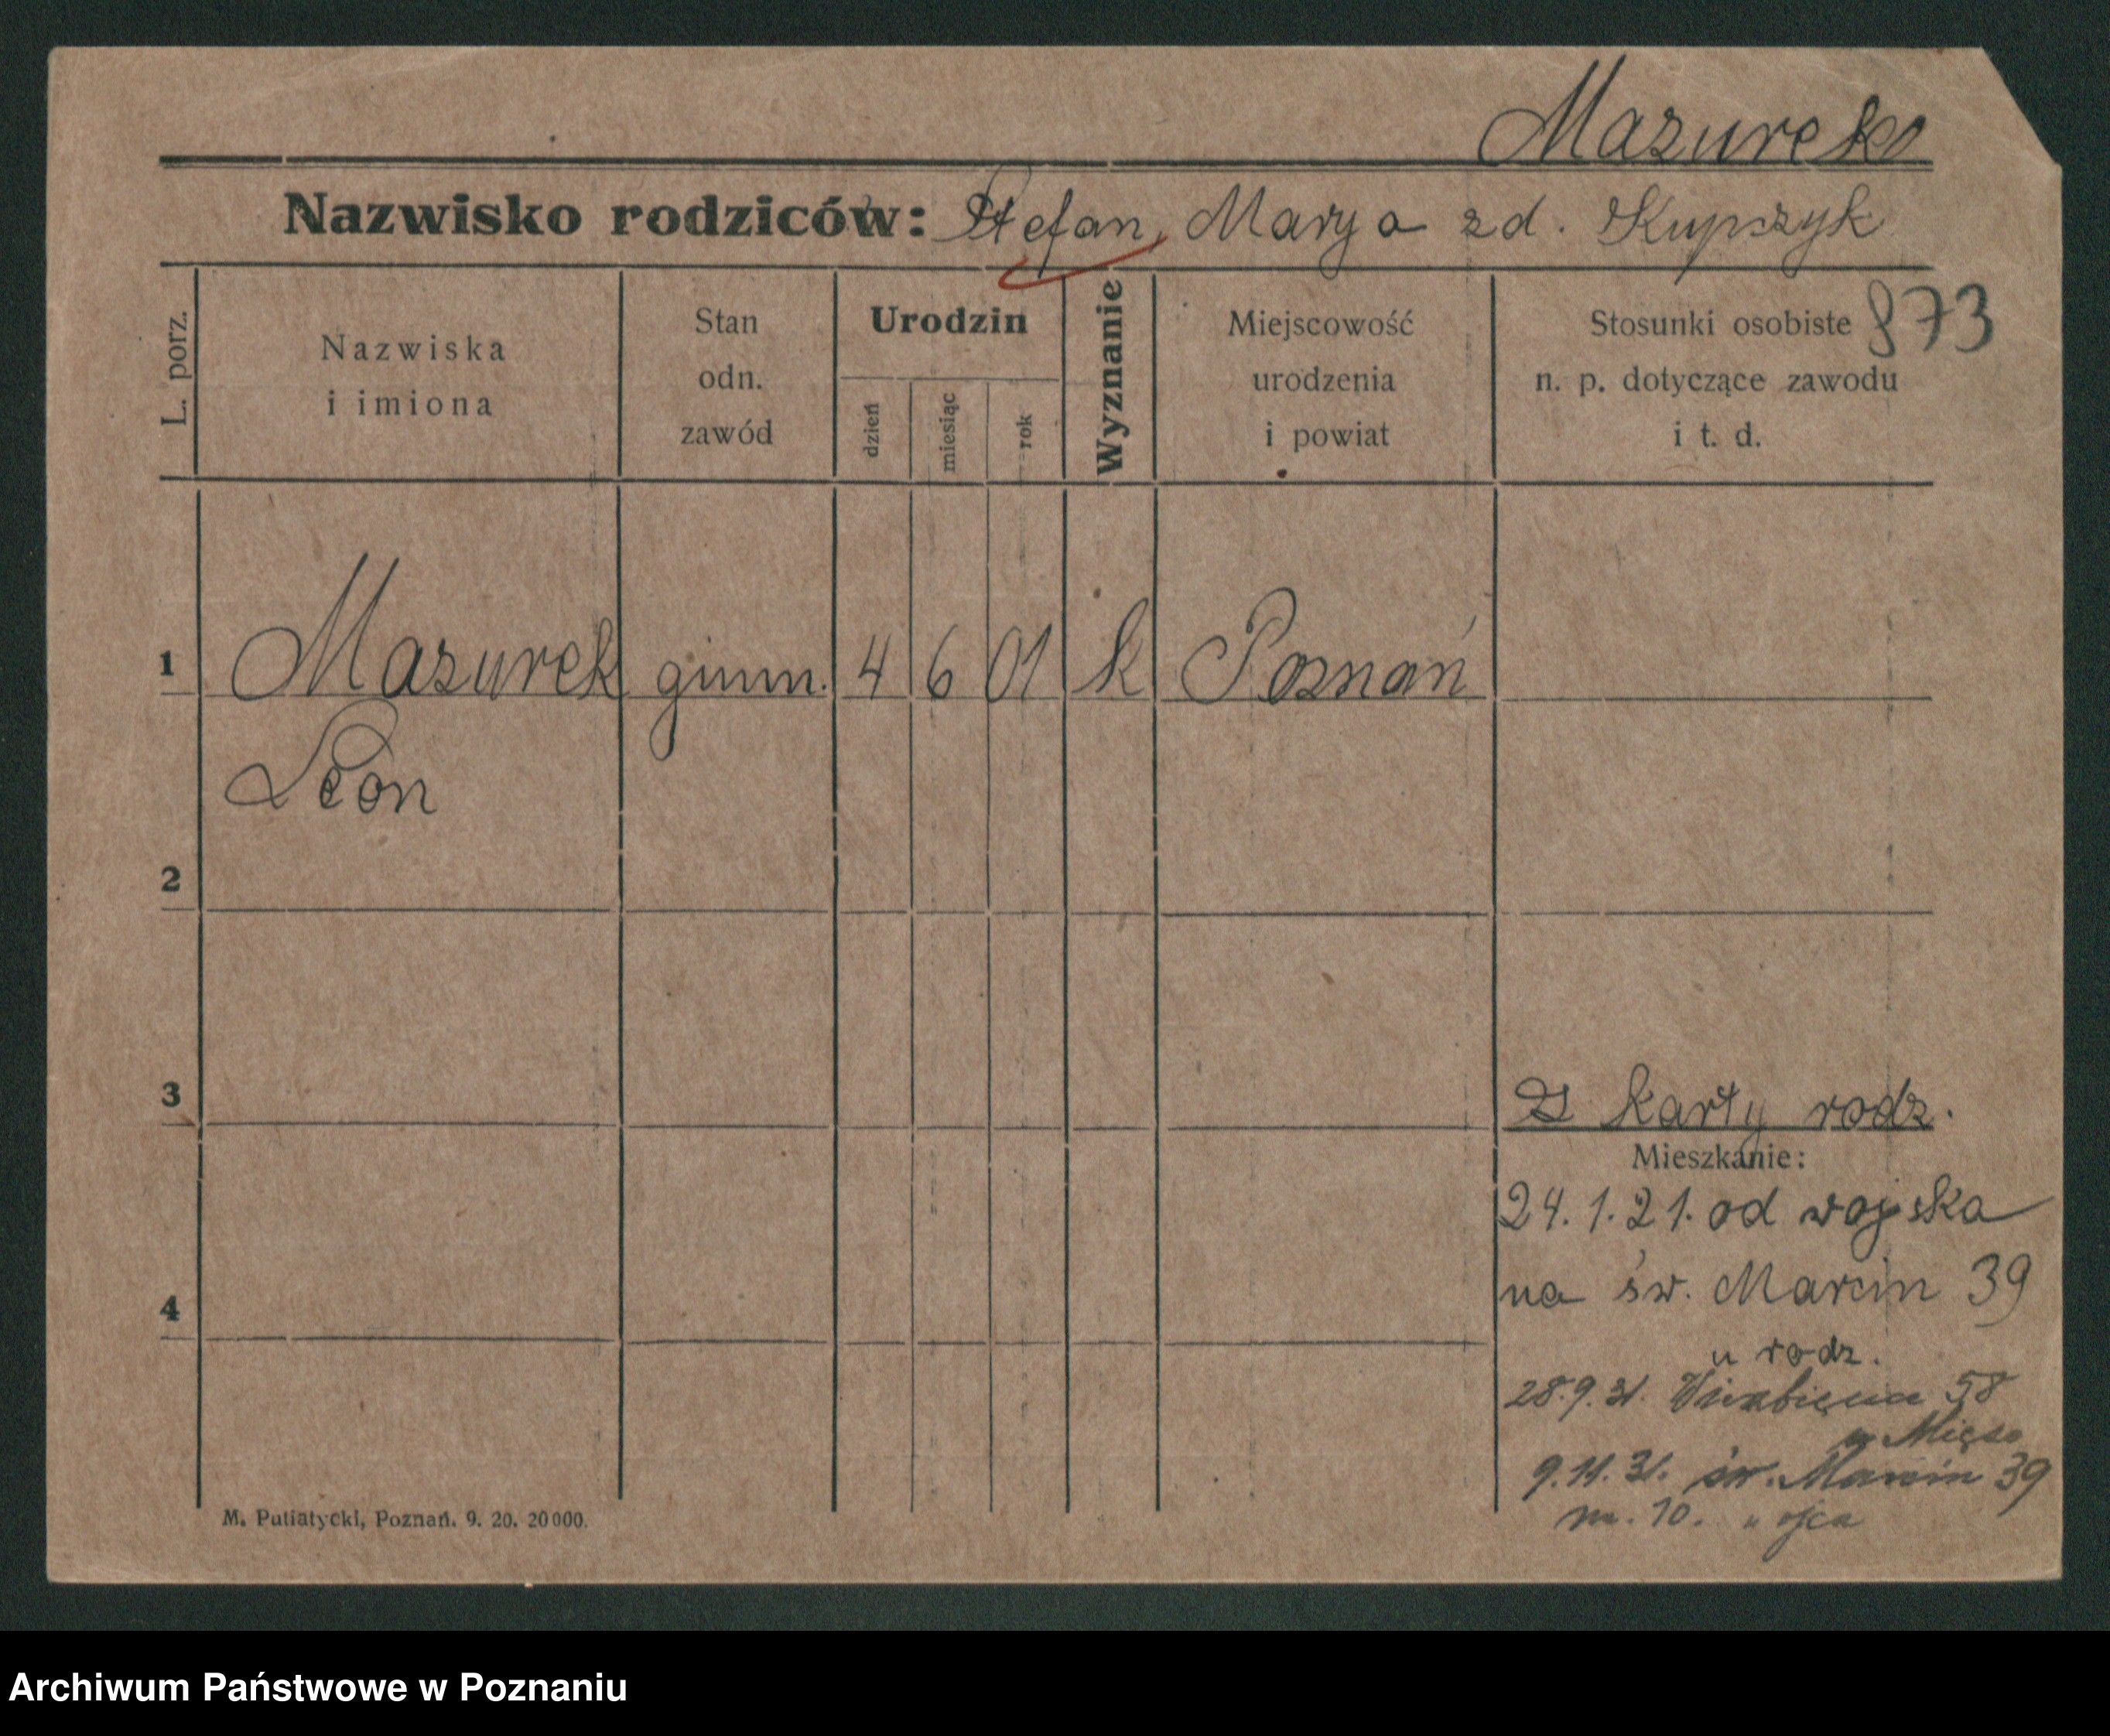 Mazurek
Nazwisko rodziców: Stefan, Marya zd. Kupczyk
873
L. porz.
Nazwiska
i imiona
Stan
odn.
zawód
Urodzin
dzień
miesiąc
rok
Wyznanie
Miejscowość
urodzenia
i powiat
Stosunki osobiste
n. p. dotyczące zawodu
i t. d.
1 Mazurek gimn. 4 6 01 k Poznań
Leon
2
3
Z karty rodz.
Mieszkanie:
24.1.21. od wojska
na św. Marcin 39
u rodz.
4
28.9.31. 58
9.11.31. św. Marcin 39
m. 10. u ojca
M. Putiatycki, Poznań. 9. 20. 20000.
Archiwum Państwowe w Poznaniu